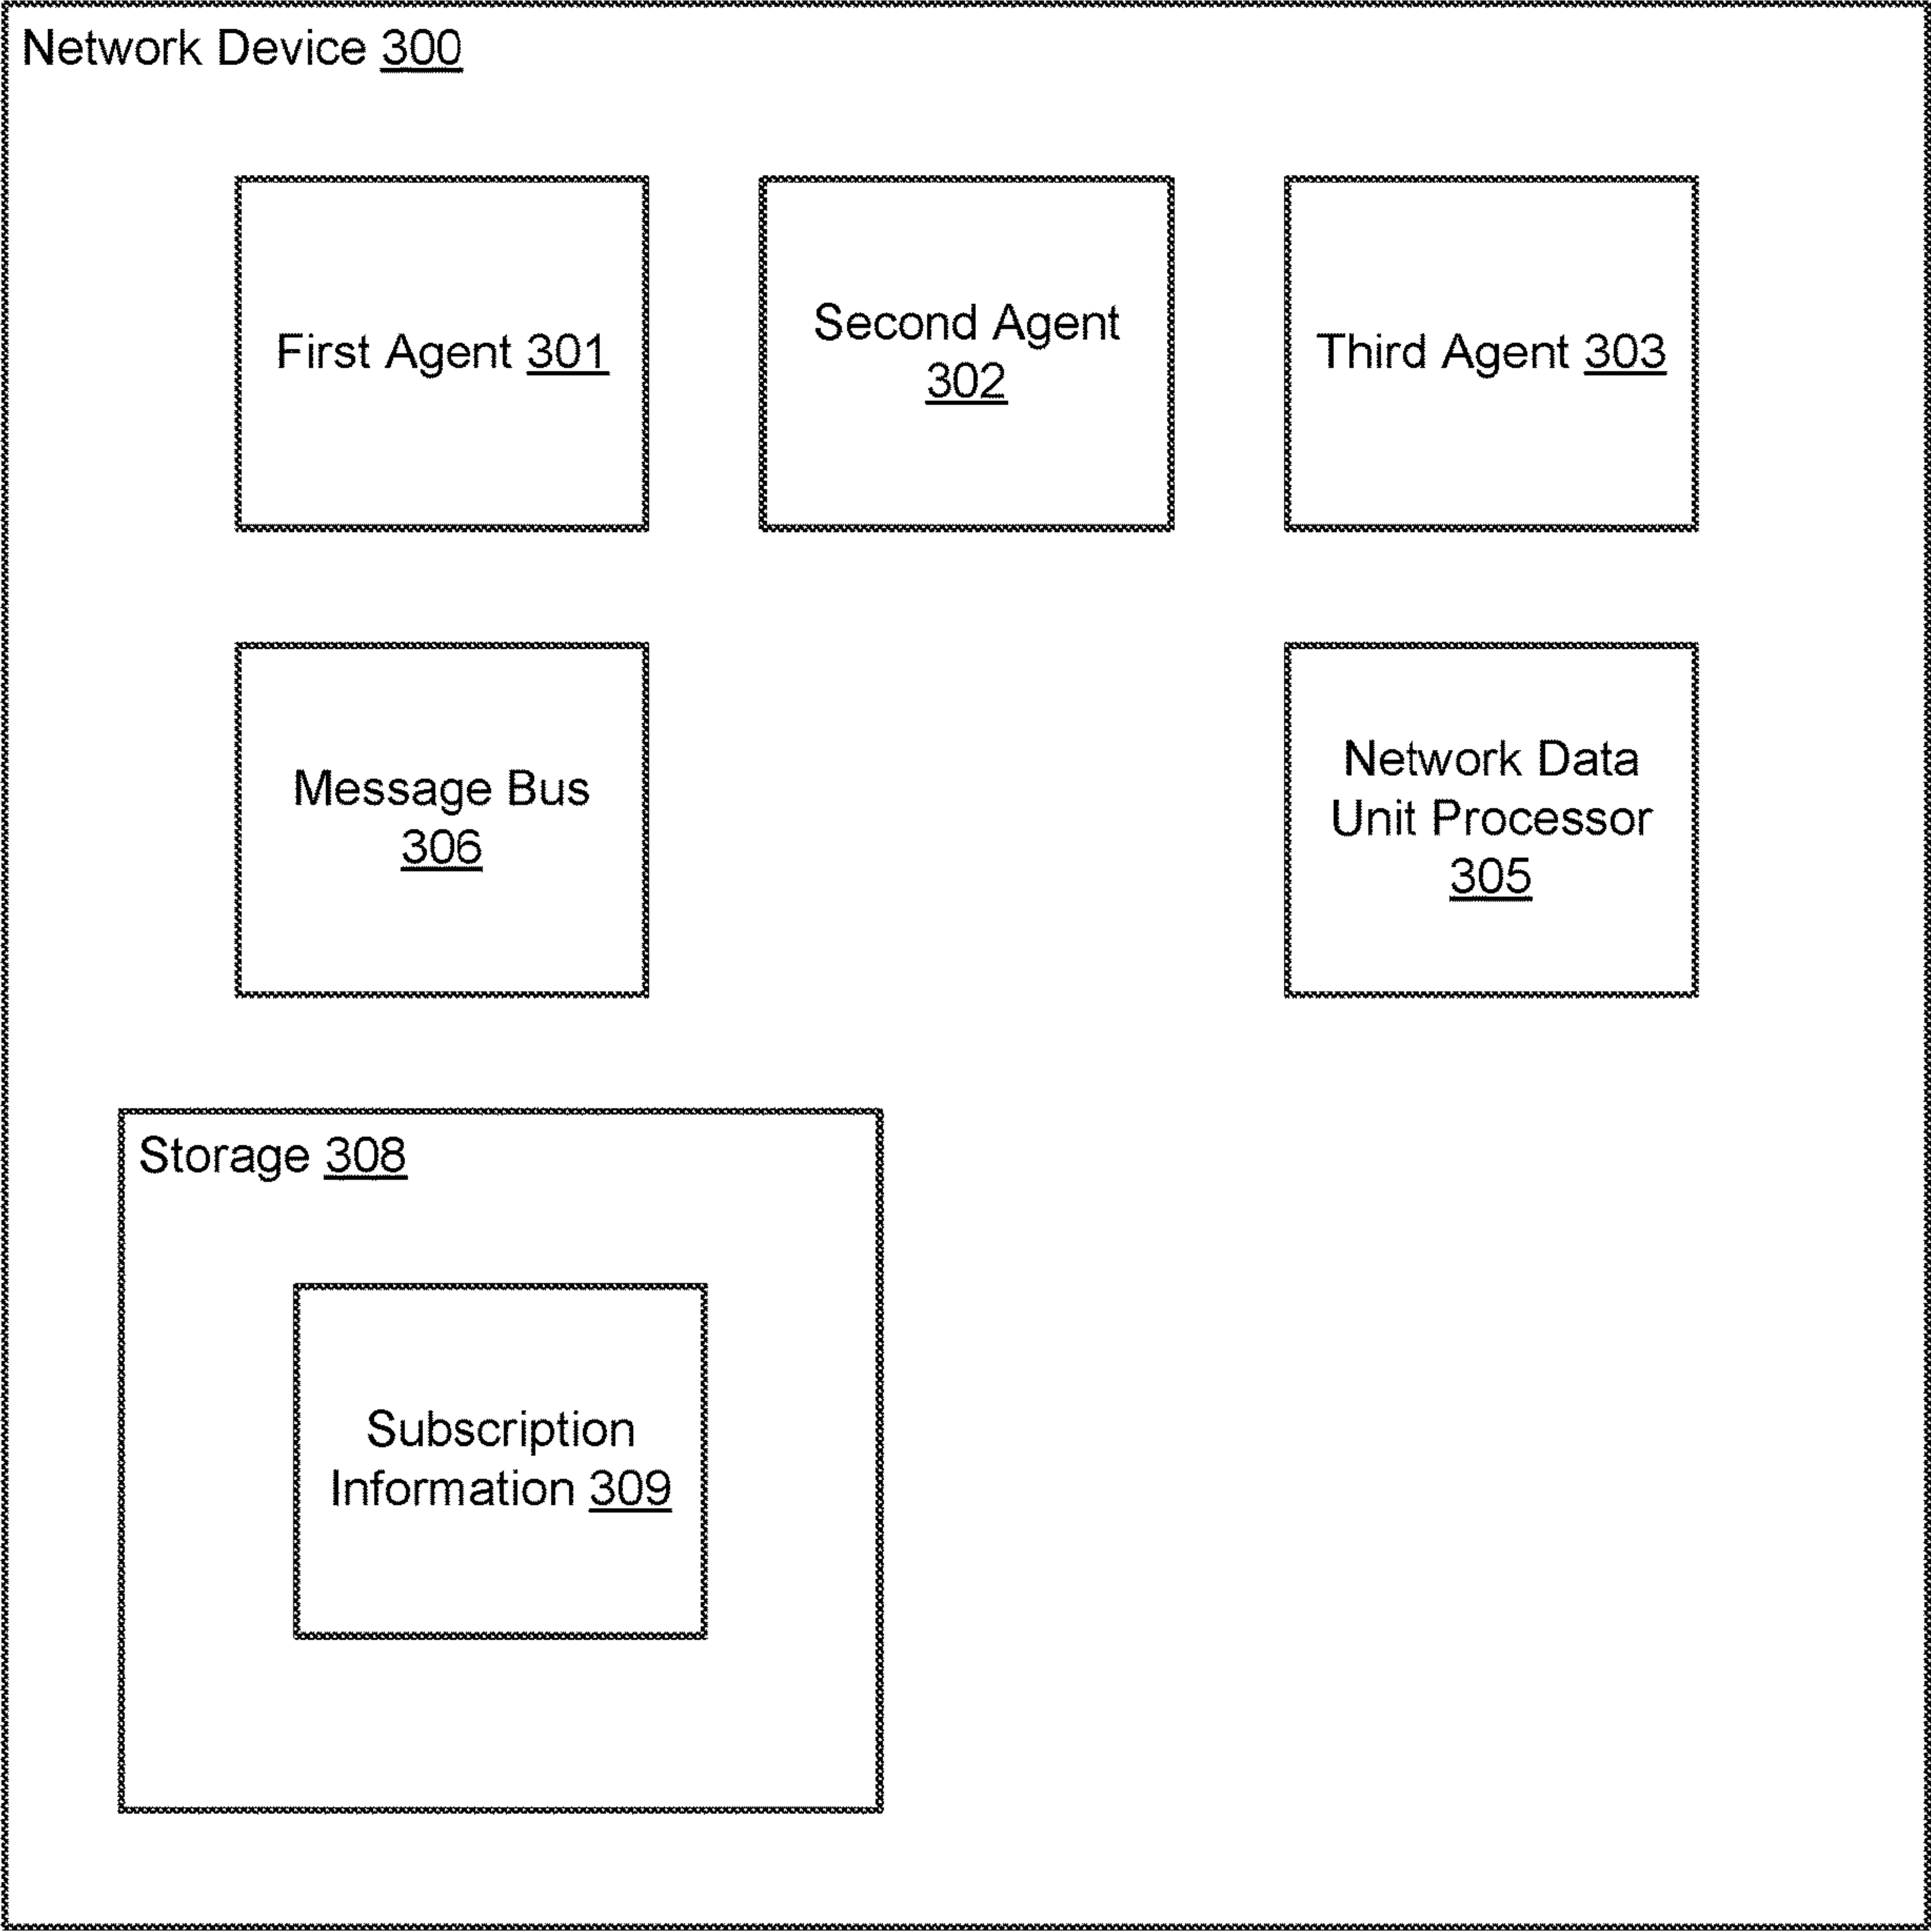 Network Device 300
First Agent 301
Second Agent
302
Third Agent 303
Message Bus
306
Network Data
Unit Processor
305
Storage 308
Subscription
Information 309